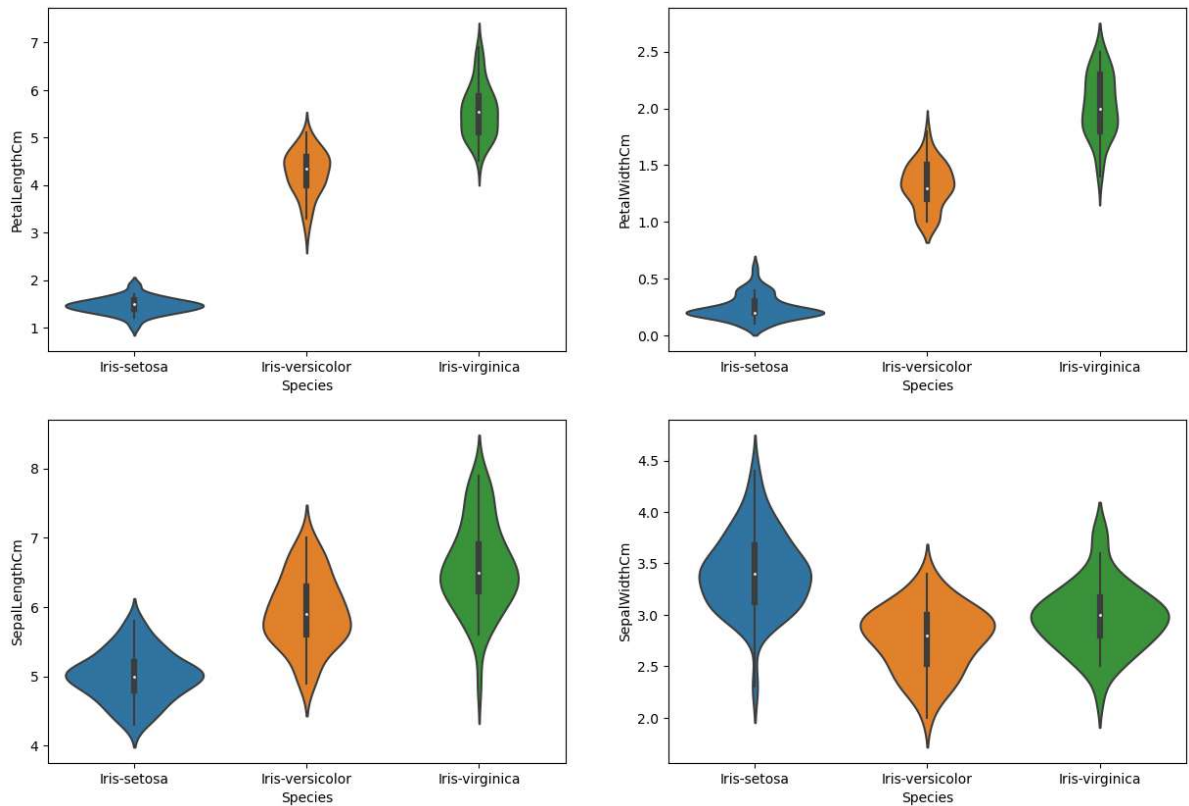 PetalLengthCm
7
6
5
4
3
2
1
Iris-setosa Iris-versicolor Iris-virginica
Species
PetalWidthCm
2.5
2.0
1.5
1.0
0.5
0.0
Iris-setosa Iris-versicolor Iris-virginica
Species
SepalLengthCm
8
7
6
5
4
Iris-setosa Iris-versicolor Iris-virginica
Species
SepalWidthCm
4.5
4.0
3.5
3.0
2.5
2.0
Iris-setosa Iris-versicolor Iris-virginica
Species